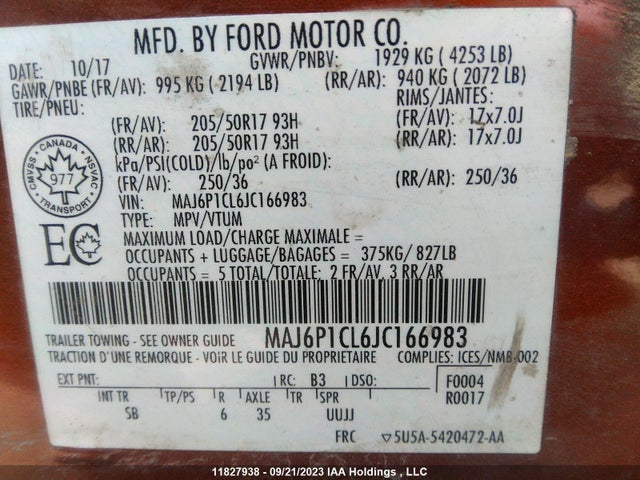 MFD. BY FORD MOTOR CO.
DATE: 10/17 GVWR/PNBV: 1929 KG ( 4253 LB)
GAWR/PNBE (FR/AV): 995 KG ( 2194 LB) (RR/AR): 940 KG ( 2072 LB)
TIRE/PNEU: RIMS/JANTES:
(FR/AV): 205/50R17 93H (FR/AV): 17x7.0J
(RR/AR): 205/50R17 93H (RR/AR): 17x7.0J
kPa/PSI(COLD)/lb/po² (A FROID):
(FR/AV): 250/36 (RR/AR): 250/36
VIN: MAJ6P1CL6JC166983
TYPE: MPV/VTUM
MAXIMUM LOAD/CHARGE MAXIMALE =
OCCUPANTS + LUGGAGE/BAGAGES = 375KG/ 827LB
OCCUPANTS = 5 TOTAL/TOTALE: 2 FR/AV, 3 RR/AR
CANADA
CMVSS NSVAC
977
TRANSPORT
EC
MAJ6P1CL6JC166983
TRAILER TOWING - SEE OWNER GUIDE
TRACTION D'UNE REMORQUE - VOIR LE GUIDE DU PROPRIETAIRE COMPLIES: ICES/NMB-002
EXT PNT: RC: B3 DSO: F0004
R0017
INT TR TP/PS R AXLE TR SPR
SB 6 35 UUJJ
FRC ▽5U5A-5420472-AA
11827938 - 09/21/2023 IAA Holdings , LLC